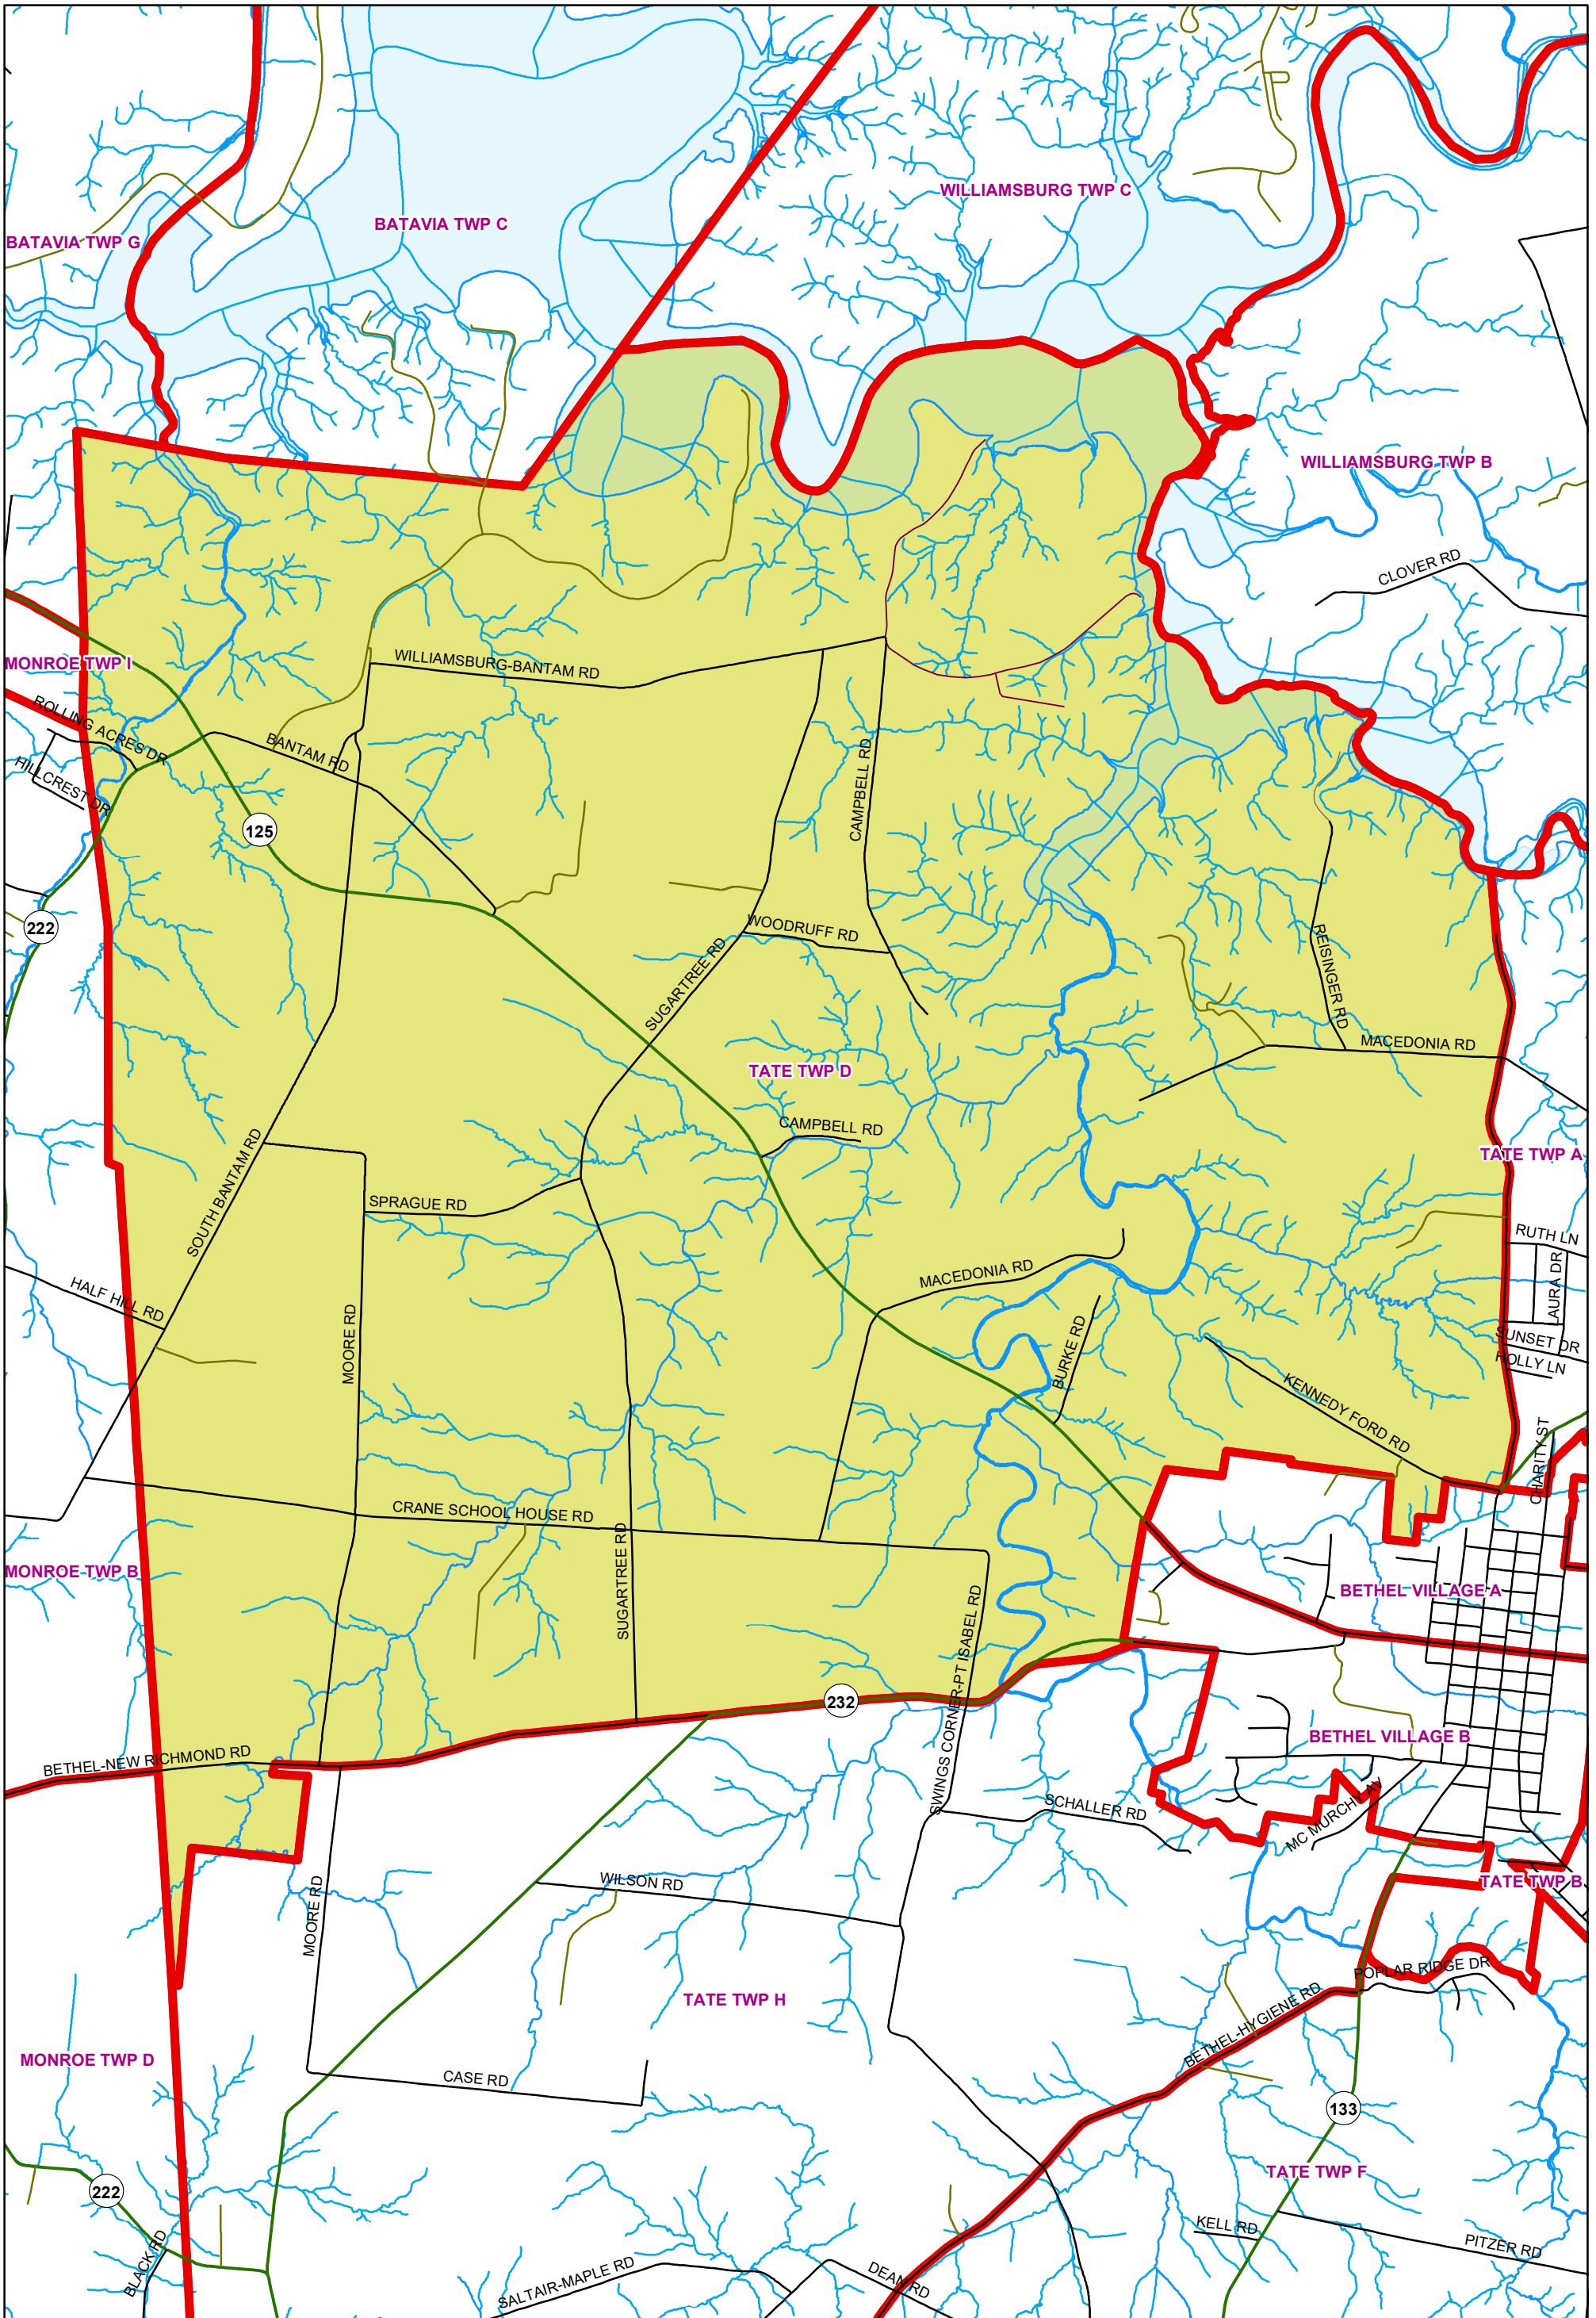 WILLIAMSBURG TWP C
BATAVIA TWP C
BATAVIA TWP G
WILLIAMSBURG TWP B
CLOVER RD
MONROE TWP I
WILLIAMSBURG-BANTAM RD
ROLLING ACRES DR
BANTAM RD
HILLCREST DR
CAMPBELL RD
125
222
WOODRUFF RD
SUGARTREE RD
REISINGER RD
MACEDONIA RD
TATE TWP D
CAMPBELL RD
TATE TWP A
SOUTH BANTAM RD
SPRAGUE RD
RUTH LN
LAURA DR
MACEDONIA RD
HALF HILL RD
MOORE RD
BURKE RD
SUNSET DR
HOLLY LN
KENNEDY FORD RD
CHARITY ST
CRANE SCHOOL HOUSE RD
SUGARTREE RD
MONROE TWP B
BETHEL VILLAGE A
SWINGS CORNER-PT ISABEL RD
232
BETHEL VILLAGE B
BETHEL-NEW RICHMOND RD
SCHALLER RD
MC MURCHY AV
WILSON RD
TATE TWP B
MOORE RD
POPLAR RIDGE DR
TATE TWP H
BETHEL-HYGIENE RD
MONROE TWP D
CASE RD
133
TATE TWP F
222
KELL RD
PITZER RD
BLACK RD
SALTAIR-MAPLE RD
DEAN RD